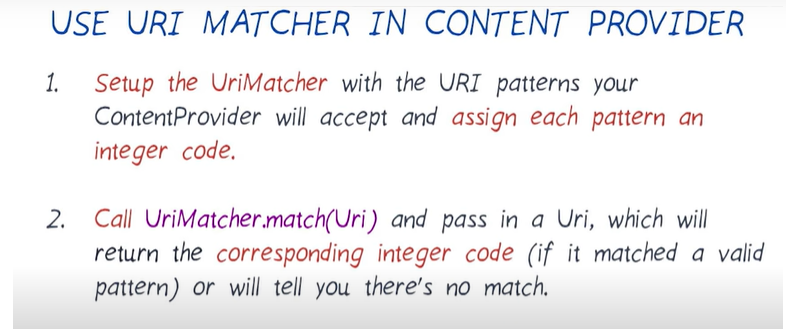 USE URI MATCHER IN CONTENT PROVIDER
1. Setup the UriMatcher with the URI patterns your
ContentProvider will accept and assign each pattern an
integer code.
2. Call UriMatcher.match(Uri) and pass in a Uri, which will
return the corresponding integer code (if it matched a valid
pattern) or will tell you there's no match.